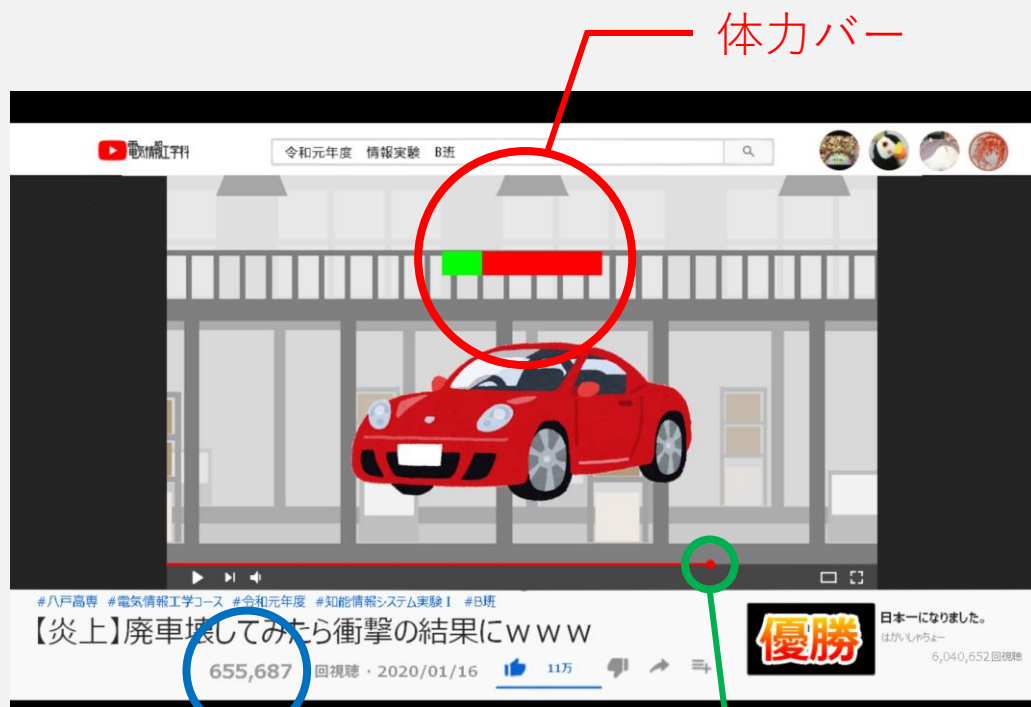 体力バー
電気情報工学科
令和元年度 情報実験 B班
#八戸高専 #電気情報工学コース #令和元年度 #知能情報システム実験Ⅰ #B班
【炎上】廃車壊してみたら衝撃の結果にｗｗｗ
655,687 回視聴・2020/01/16 11万
優勝
日本一になりました。
はかいしゃちょー
6,040,652回視聴